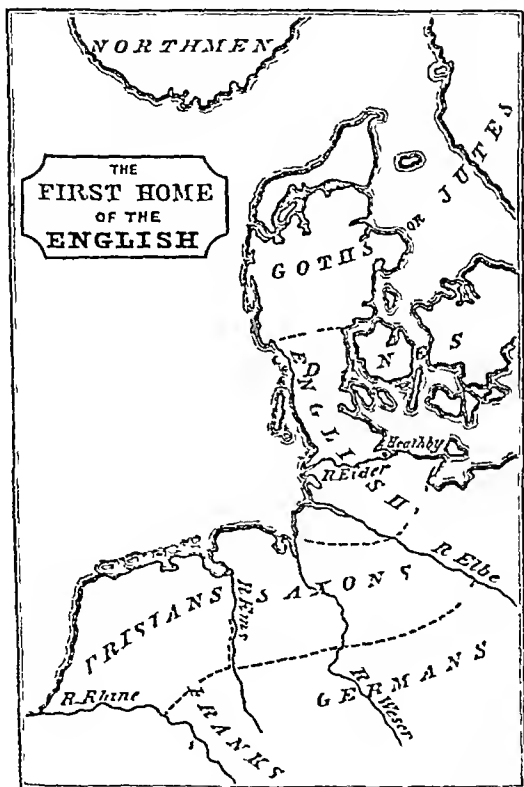 NORTHMEN
THE
FIRST HOME
OF THE
ENGLISH
GOTHS OR JUTES
DANES
ENGLISH
Heathby
R Eider
R Elbe
FRISIANS
SAXONS
R Ems
R Weser
GERMANS
R Rhine
FRANKS